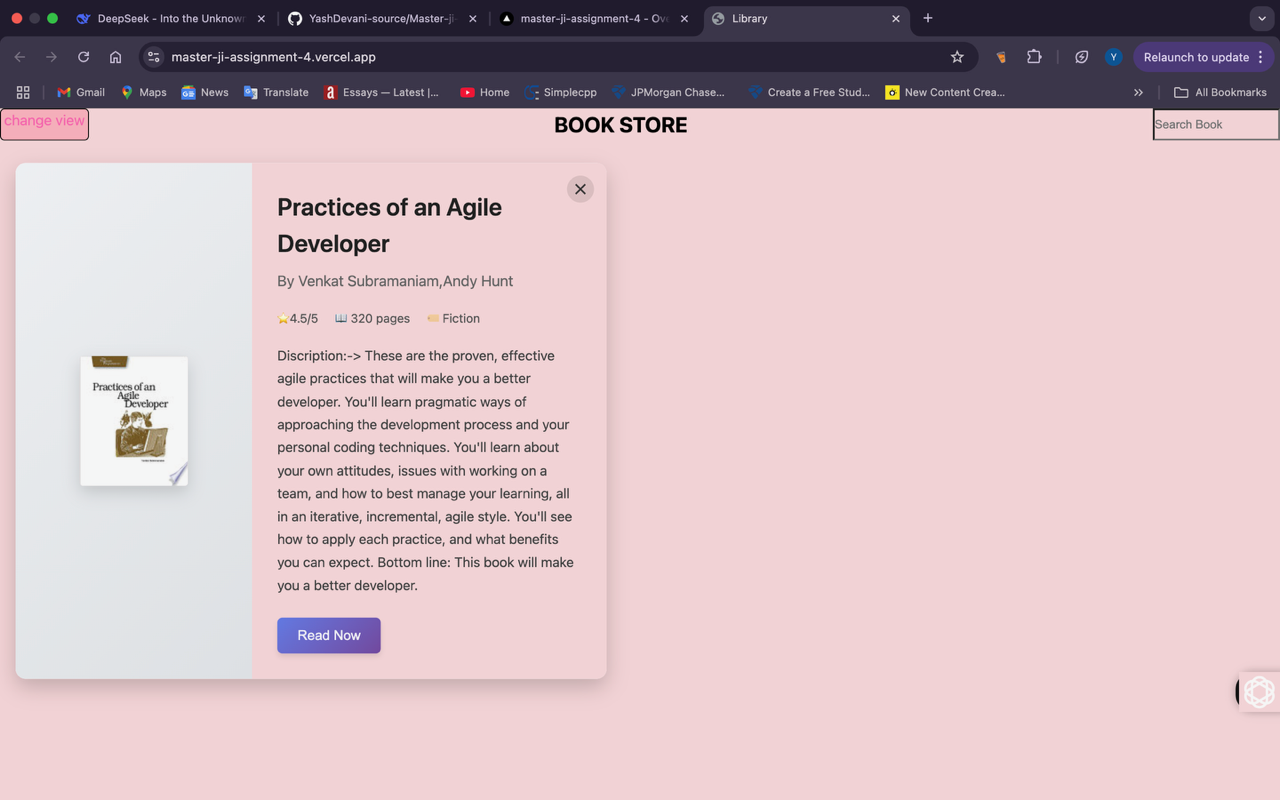 DeepSeek - Into the Unknown
YashDevani-source/Master-ji-
master-ji-assignment-4 - Ov
Library
master-ji-assignment-4.vercel.app
Y
Relaunch to update
Gmail
Maps
News
Translate
Essays — Latest |...
Home
Simplecpp
JPMorgan Chase...
Create a Free Stud...
New Content Crea...
All Bookmarks
change view
BOOK STORE
Search Book
Practices of an Agile
Developer
By Venkat Subramaniam,Andy Hunt
⭐4.5/5
📖 320 pages
🏷️ Fiction
Discription:-> These are the proven, effective
agile practices that will make you a better
developer. You'll learn pragmatic ways of
approaching the development process and your
personal coding techniques. You'll learn about
your own attitudes, issues with working on a
team, and how to best manage your learning, all
in an iterative, incremental, agile style. You'll see
how to apply each practice, and what benefits
you can expect. Bottom line: This book will make
you a better developer.
Read Now
Practices of an
Agile
Developer